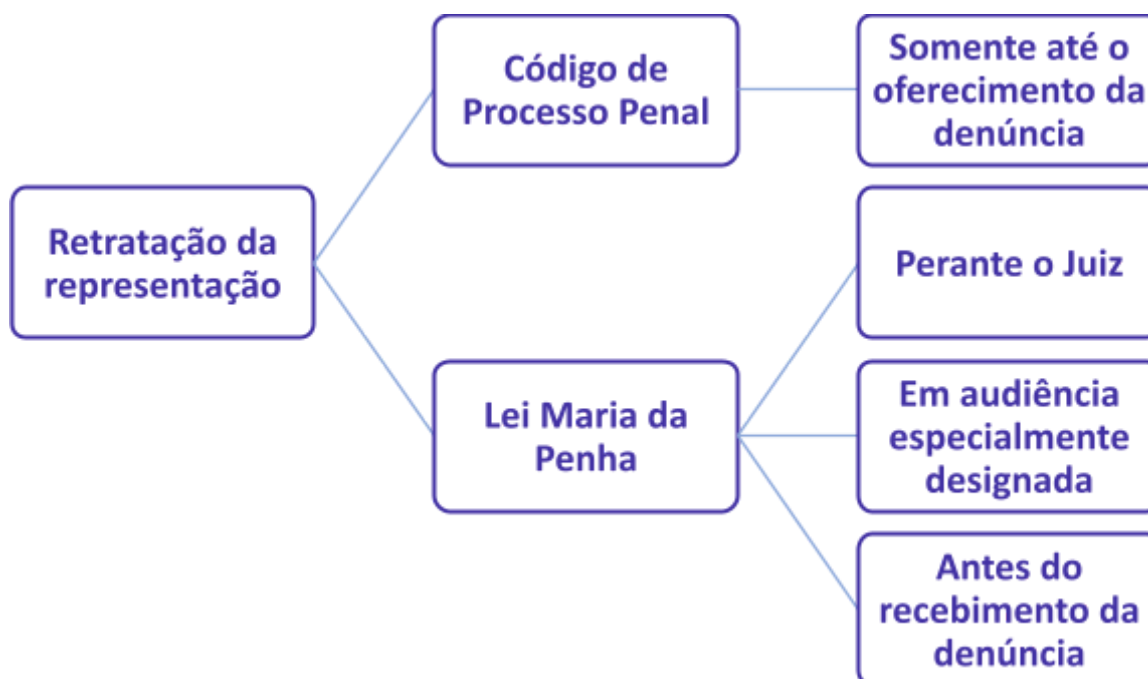 Retratação da
representação
Código de
Processo Penal
Somente até o
oferecimento da
denúncia
Lei Maria da
Penha
Perante o Juiz
Em audiência
especialmente
designada
Antes do
recebimento da
denúncia